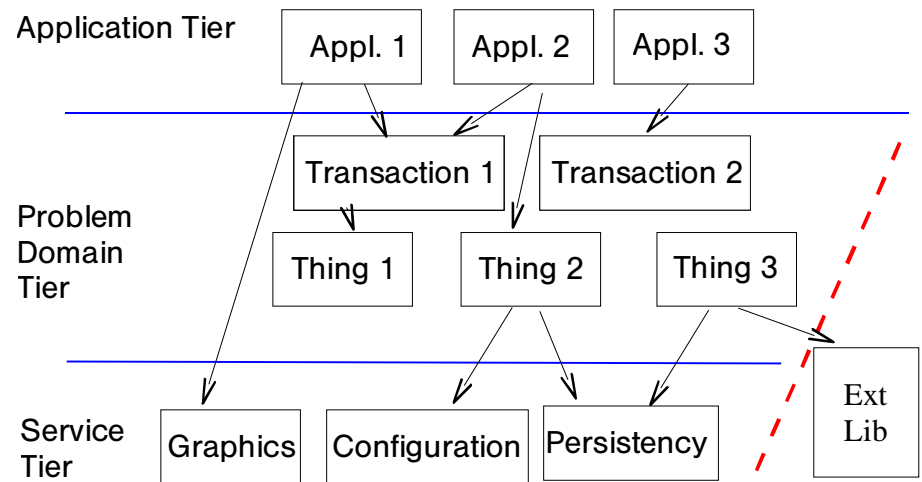 Application Tier
Appl. 1
Appl. 2
Appl. 3
Transaction 1
Transaction 2
Problem
Domain
Tier
Thing 1
Thing 2
Thing 3
Service
Tier
Graphics
Configuration
Persistency
Ext
Lib